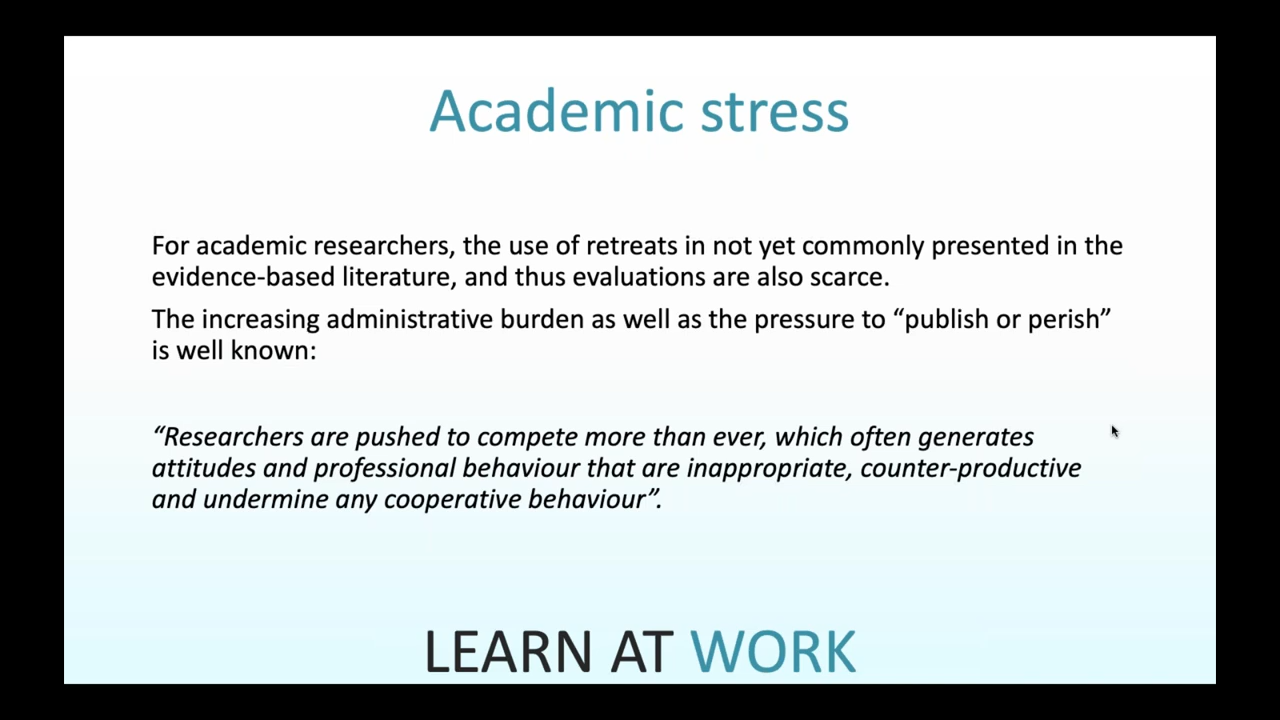 Academic stress
For academic researchers, the use of retreats in not yet commonly presented in the
evidence-based literature, and thus evaluations are also scarce.
The increasing administrative burden as well as the pressure to “publish or perish”
is well known:
“Researchers are pushed to compete more than ever, which often generates
attitudes and professional behaviour that are inappropriate, counter-productive
and undermine any cooperative behaviour”.
LEARN AT WORK